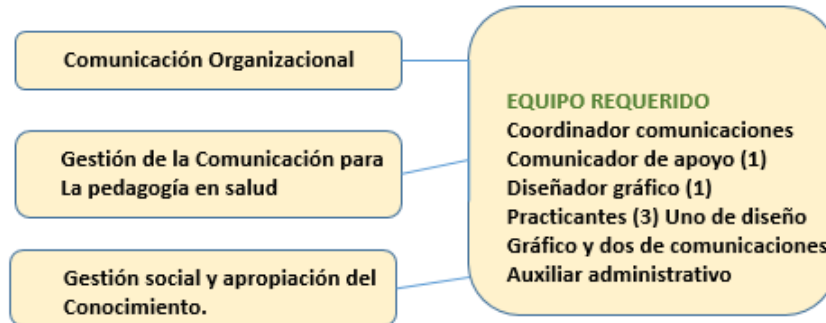 Comunicación Organizacional
Gestión de la Comunicación para
La pedagogía en salud
Gestión social y apropiación del
Conocimiento.
EQUIPO REQUERIDO
Coordinador comunicaciones
Comunicador de apoyo (1)
Diseñador gráfico (1)
Practicantes (3) Uno de diseño
Gráfico y dos de comunicaciones
Auxiliar administrativo